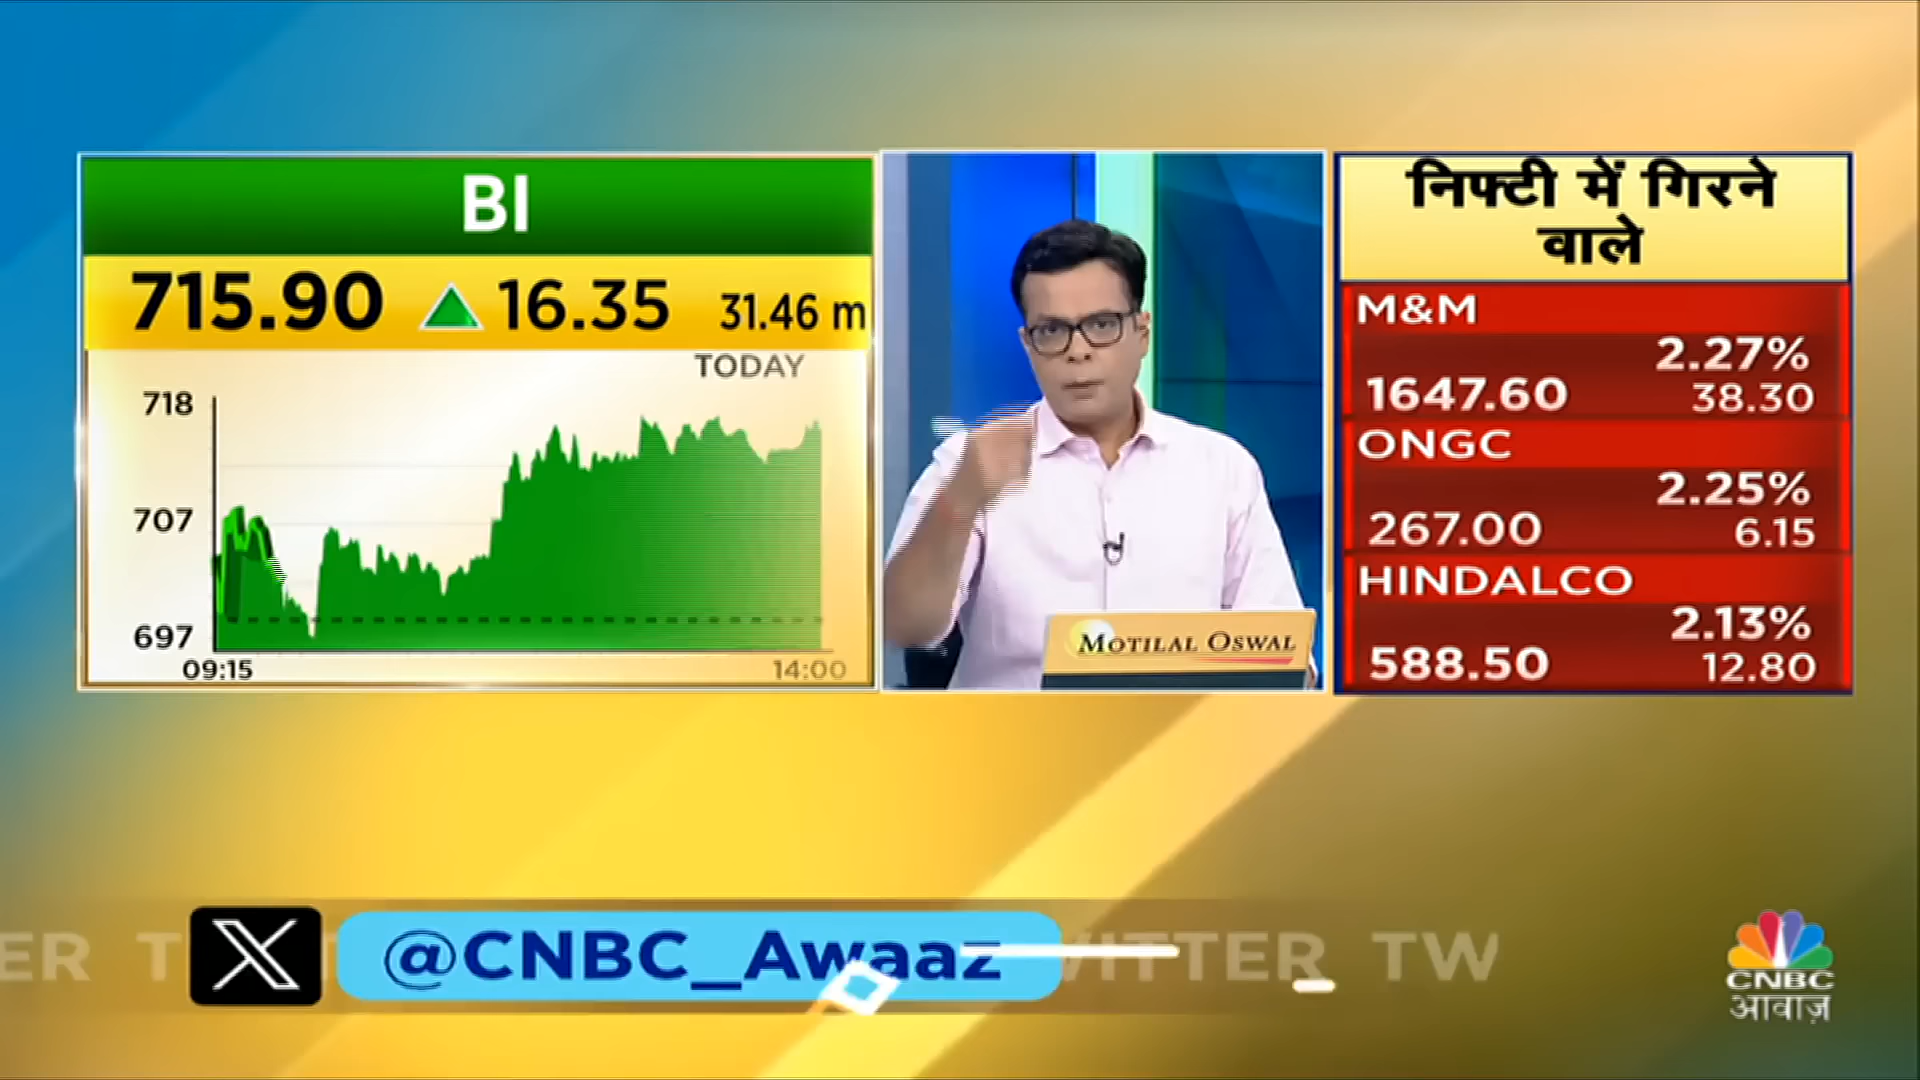 BI
715.90 16.35 31.46 m
TODAY
718
707
697
09:15 14:00
MOTILAL OSWAL
निफ्टी में गिरने
वाले
M&M
2.27%
1647.60 38.30
ONGC
2.25%
267.00 6.15
HINDALCO
2.13%
588.50 12.80
@CNBC_Awaaz
TWITTER TW
CNBC
आवाज़